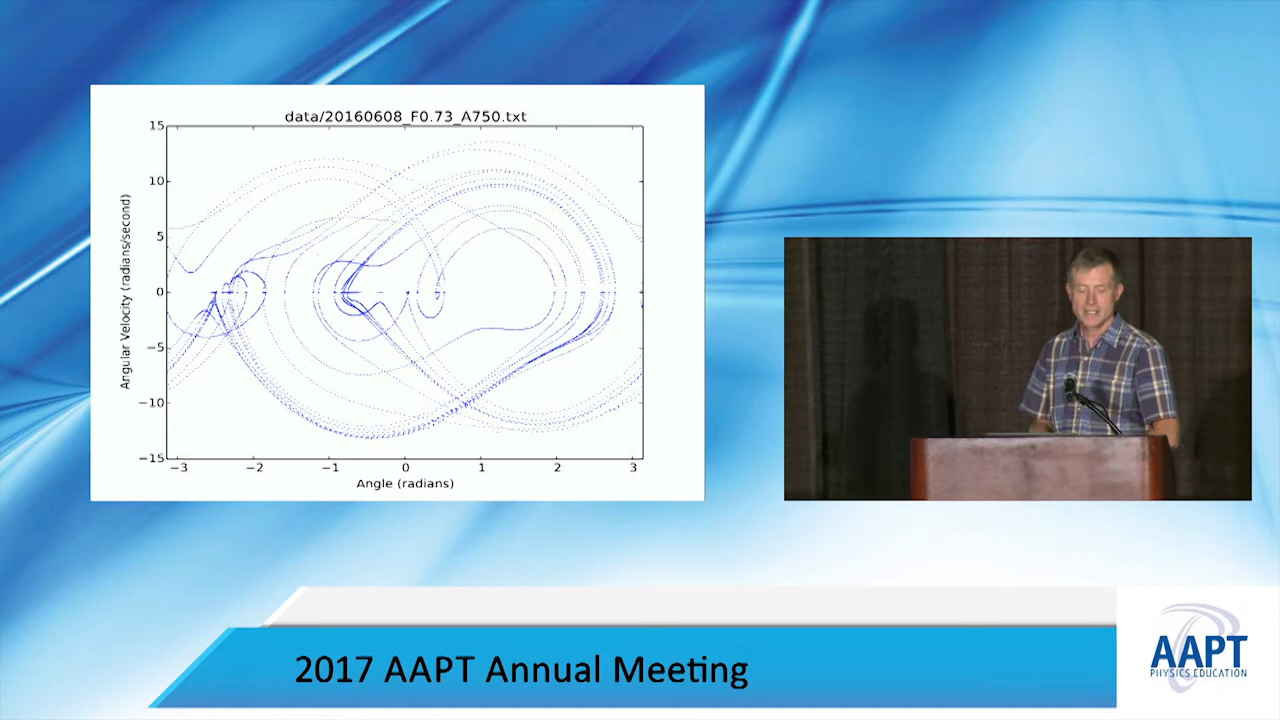 data/20160608_F0.73_A750.txt
15
10
5
0
−5
−10
−15
Angular Velocity (radians/second)
−3 −2 −1 0 1 2 3
Angle (radians)
2017 AAPT Annual Meeting
AAPT
PHYSICS EDUCATION